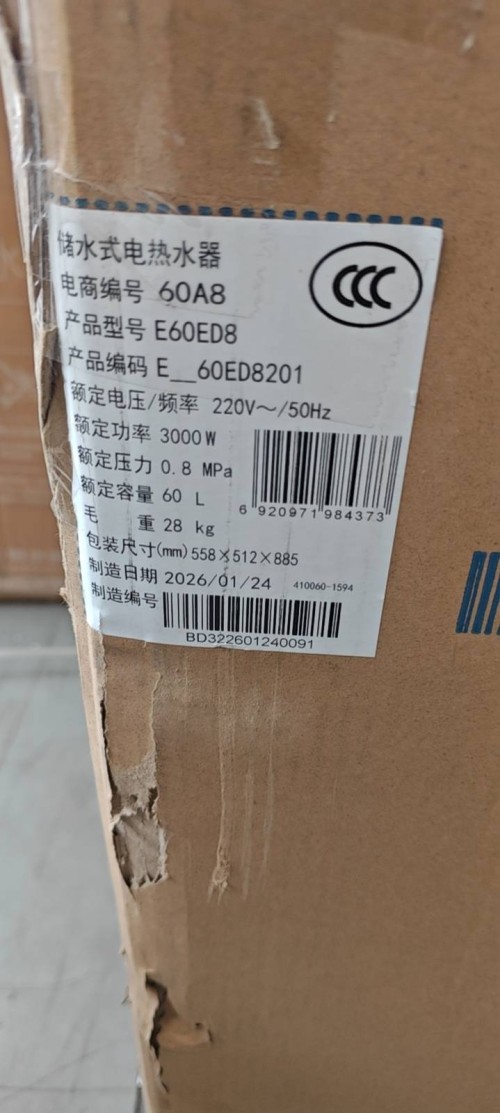 储水式电热水器
CCC
电商编号 60A8
产品型号 E60ED8
产品编码 E__60ED8201
额定电压/频率 220V～/50Hz
额定功率 3000W
额定压力 0.8 MPa
额定容量 60 L
6 920971 984373
毛 重 28 kg
包装尺寸(mm) 558×512×885
制造日期 2026/01/24 410060-1594
制造编号
BD322601240091